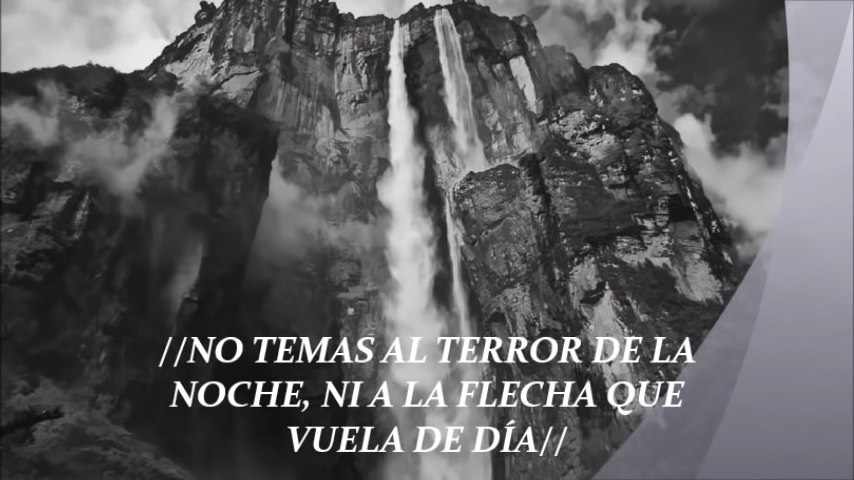 //NO TEMAS AL TERROR DE LA
NOCHE, NI A LA FLECHA QUE
VUELA DE DÍA//